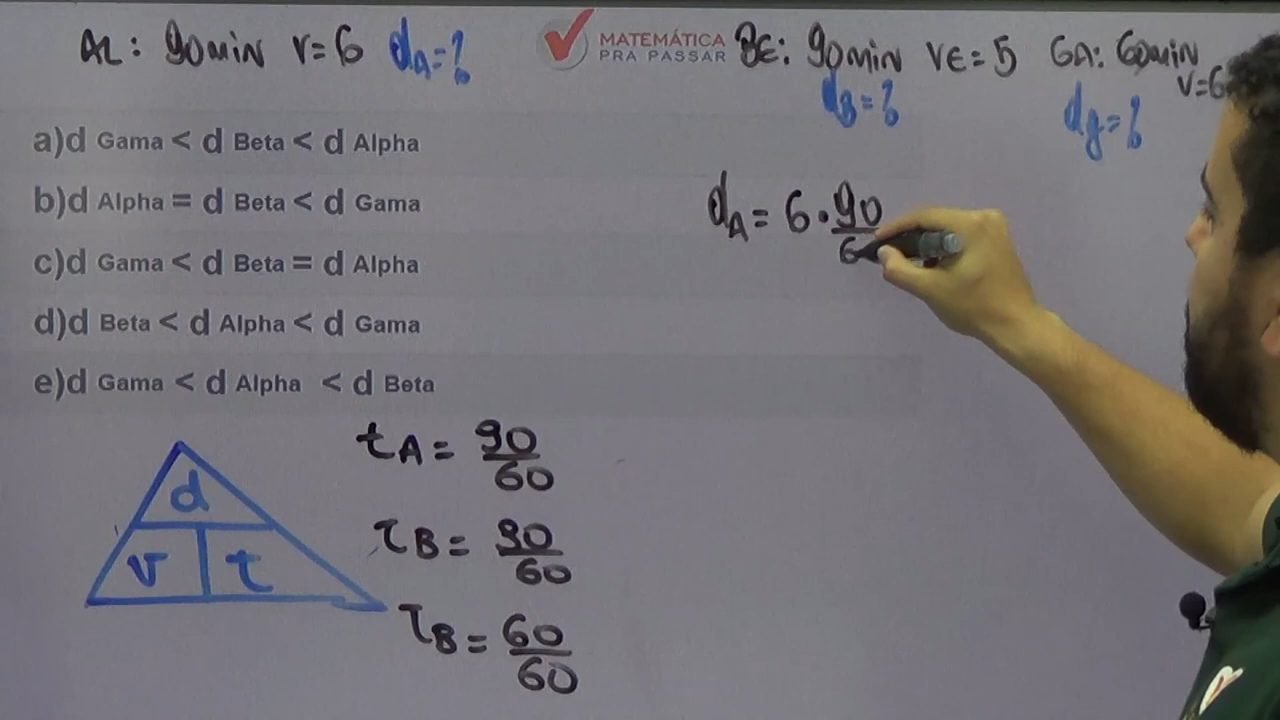 AL: 90min v=6 dA=?
MATEMÁTICA
PRA PASSAR
BE: 90min VE=5
dB=?
GA: 60min
v=6
dg=?
a)d Gama < d Beta < d Alpha
b)d Alpha = d Beta < d Gama
c)d Gama < d Beta = d Alpha
d)d Beta < d Alpha < d Gama
e)d Gama < d Alpha < d Beta
dA = 6 · 90
6
d
v t
tA = 90
60
τB = 90
60
τB = 60
60